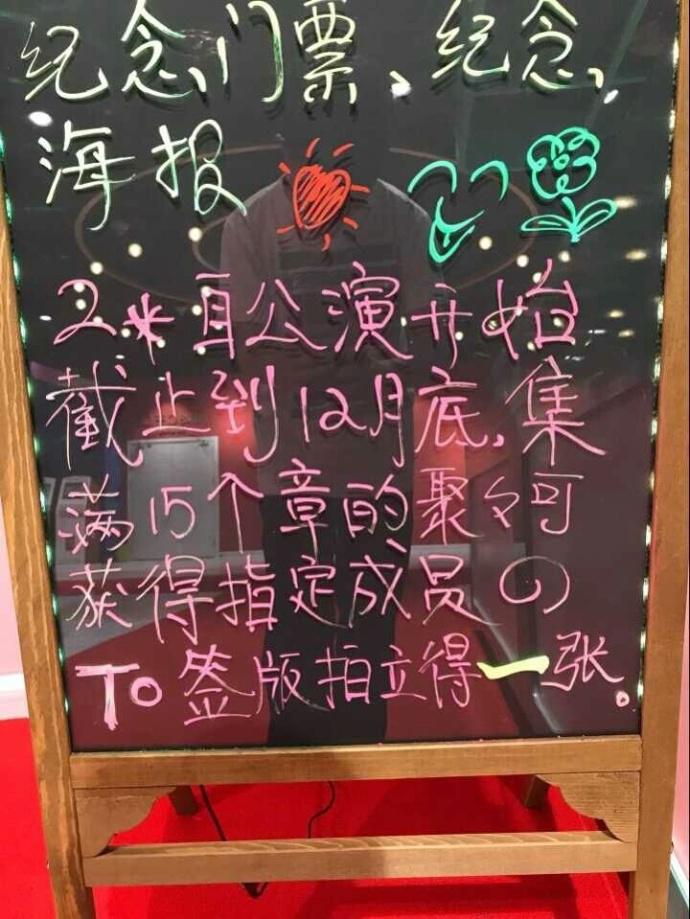 纪念门票、纪念
海报
2*自公演开始
截止到12月底,集
满15个章的聚聚可
获得指定成员の
To签版拍立得一张。